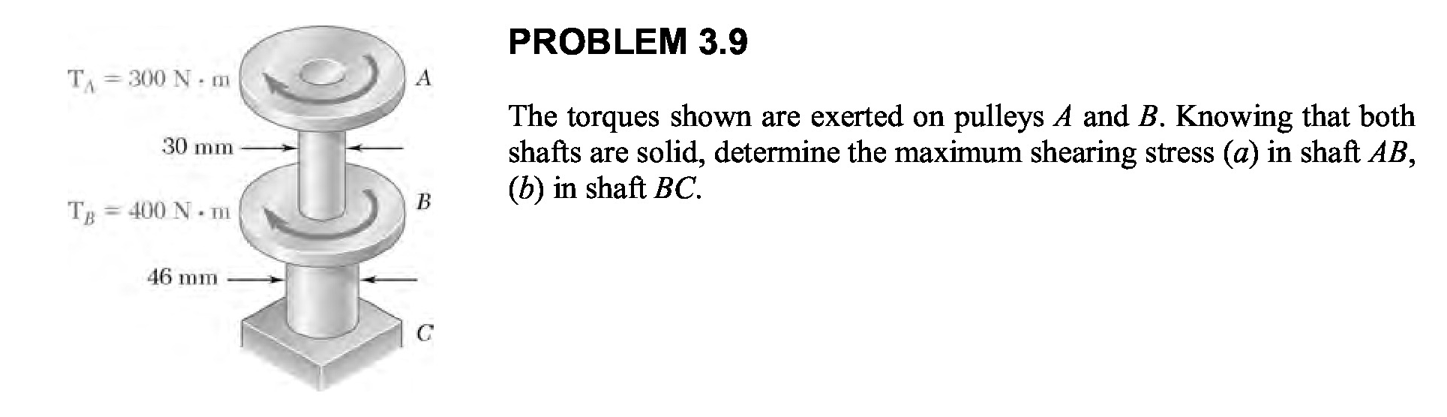 PROBLEM 3.9
T_A = 300 N · m
A
The torques shown are exerted on pulleys A and B. Knowing that both
30 mm
shafts are solid, determine the maximum shearing stress (a) in shaft AB,
(b) in shaft BC.
T_B = 400 N · m
B
46 mm
C